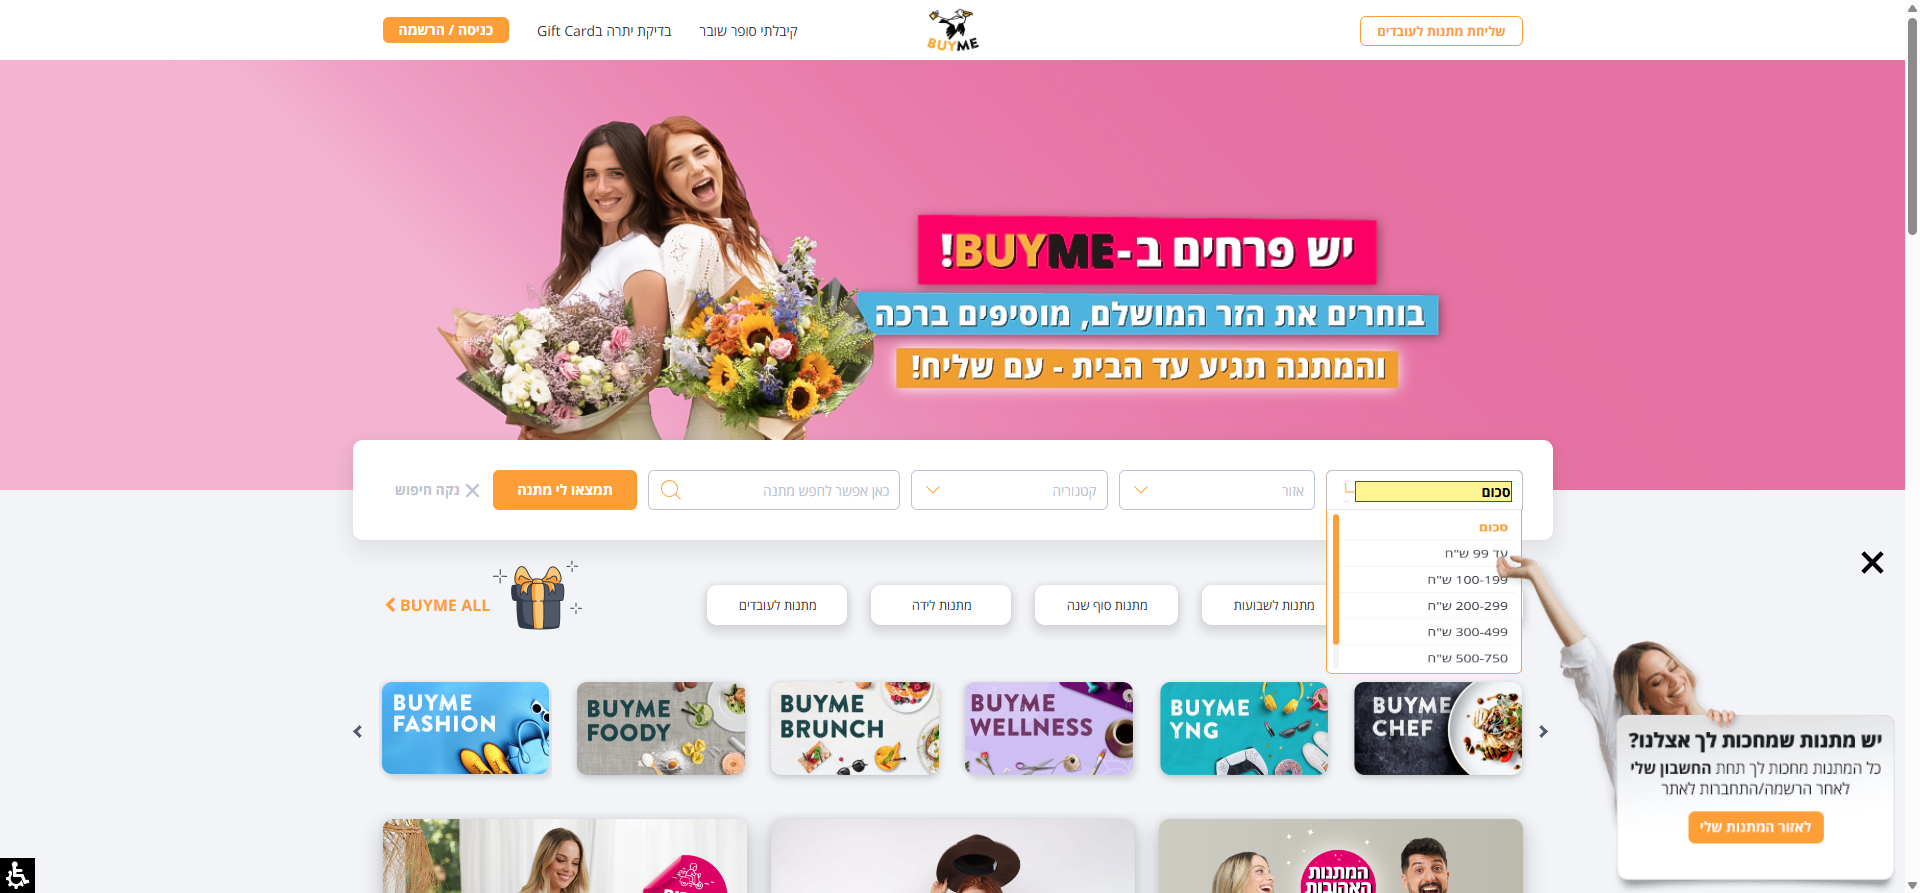 שליחת מתנות לעובדים
BUYME
קיבלתי סופר שובר
בדיקת יתרה בGift Card
כניסה / הרשמה
יש פרחים ב-BUYME!
בוחרים את הזר המושלם, מוסיפים ברכה
והמתנה תגיע עד הבית - עם שליח!
סכום
אזור
קטגוריה
כאן אפשר לחפש מתנה
תמצאו לי מתנה
נקה חיפוש
סכום
עד 99 ש"ח
100-199 ש"ח
200-299 ש"ח
300-499 ש"ח
500-750 ש"ח
מתנות לשבועות
מתנות סוף שנה
מתנות לידה
מתנות לעובדים
BUYME ALL
BUYME
FASHION
BUYME
FOODY
BUYME
BRUNCH
BUYME
WELLNESS
BUYME
YNG
BUYME
CHEF
יש מתנות שמחכות לך אצלנו?
כל המתנות מחכות לך תחת החשבון שלי
לאחר הרשמה/התחברות לאתר
לאזור המתנות שלי
המתנות
האהובות